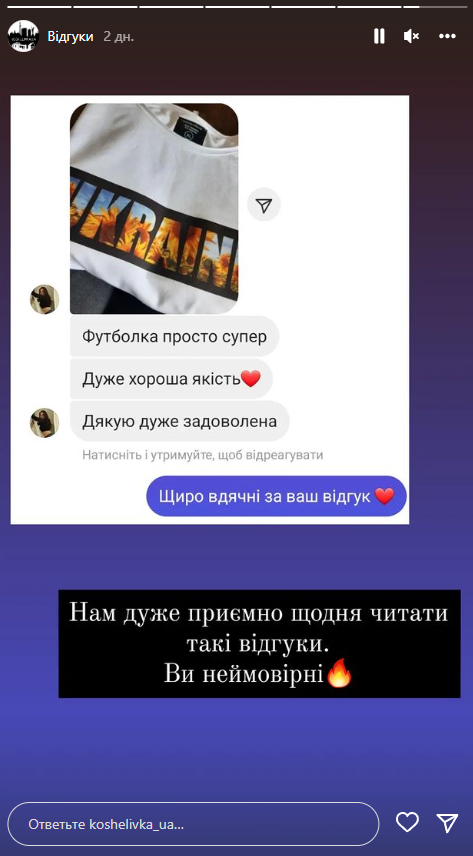 Відгуки 2 дн.
UKRAIN
Футболка просто супер
Дуже хороша якість❤️
Дякую дуже задоволена
Натисніть і утримуйте, щоб відреагувати
Щиро вдячні за ваш відгук ❤️
Нам дуже приємно щодня читати
такі відгуки.
Ви неймовірні🔥
Ответьте koshelivka_ua...